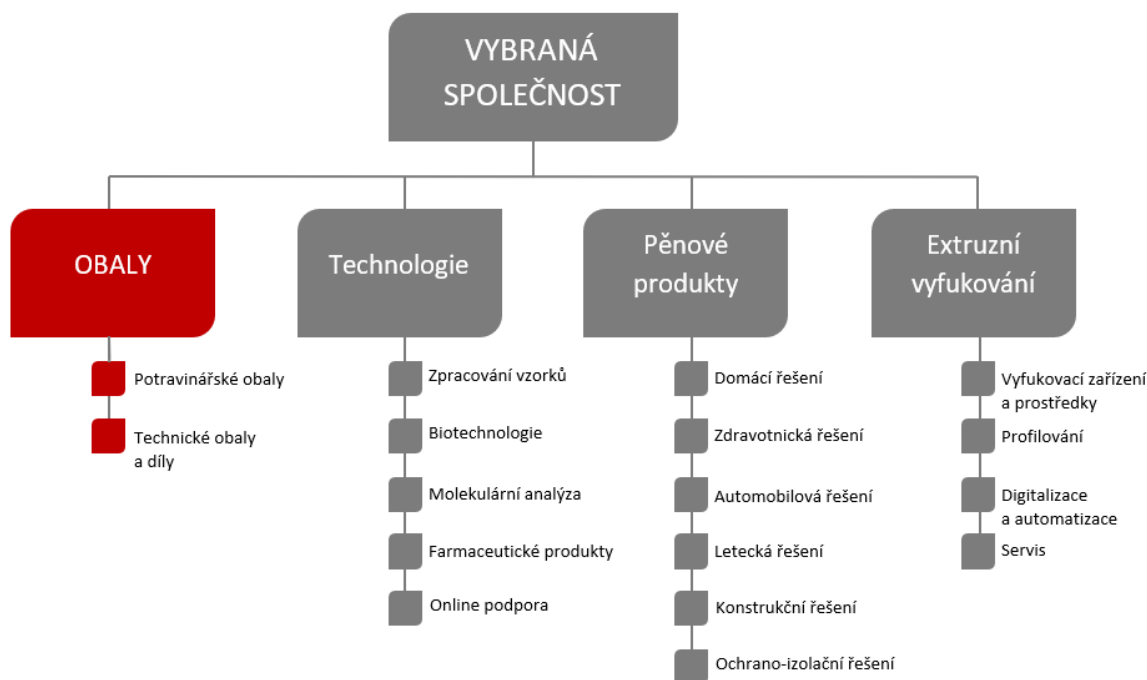 VYBRANÁ
SPOLEČNOST
OBALY
Potravinářské obaly
Technické obaly
a díly
Technologie
Zpracování vzorků
Biotechnologie
Molekulární analýza
Farmaceutické produkty
Online podpora
Pěnové
produkty
Domácí řešení
Zdravotnická řešení
Automobilová řešení
Letecká řešení
Konstrukční řešení
Ochrano-izolační řešení
Extruzní
vyfukování
Vyfukovací zařízení
a prostředky
Profilování
Digitalizace
a automatizace
Servis